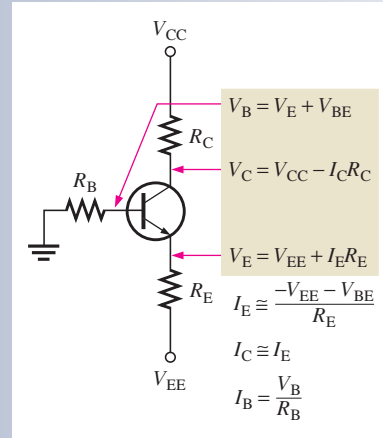 V_CC
V_B = V_E + V_BE
R_C
V_C = V_CC − I_C R_C
R_B
V_E = V_EE + I_E R_E
R_E
I_E ≅ (−V_EE − V_BE) / R_E
I_C ≅ I_E
V_EE
I_B = V_B / R_B